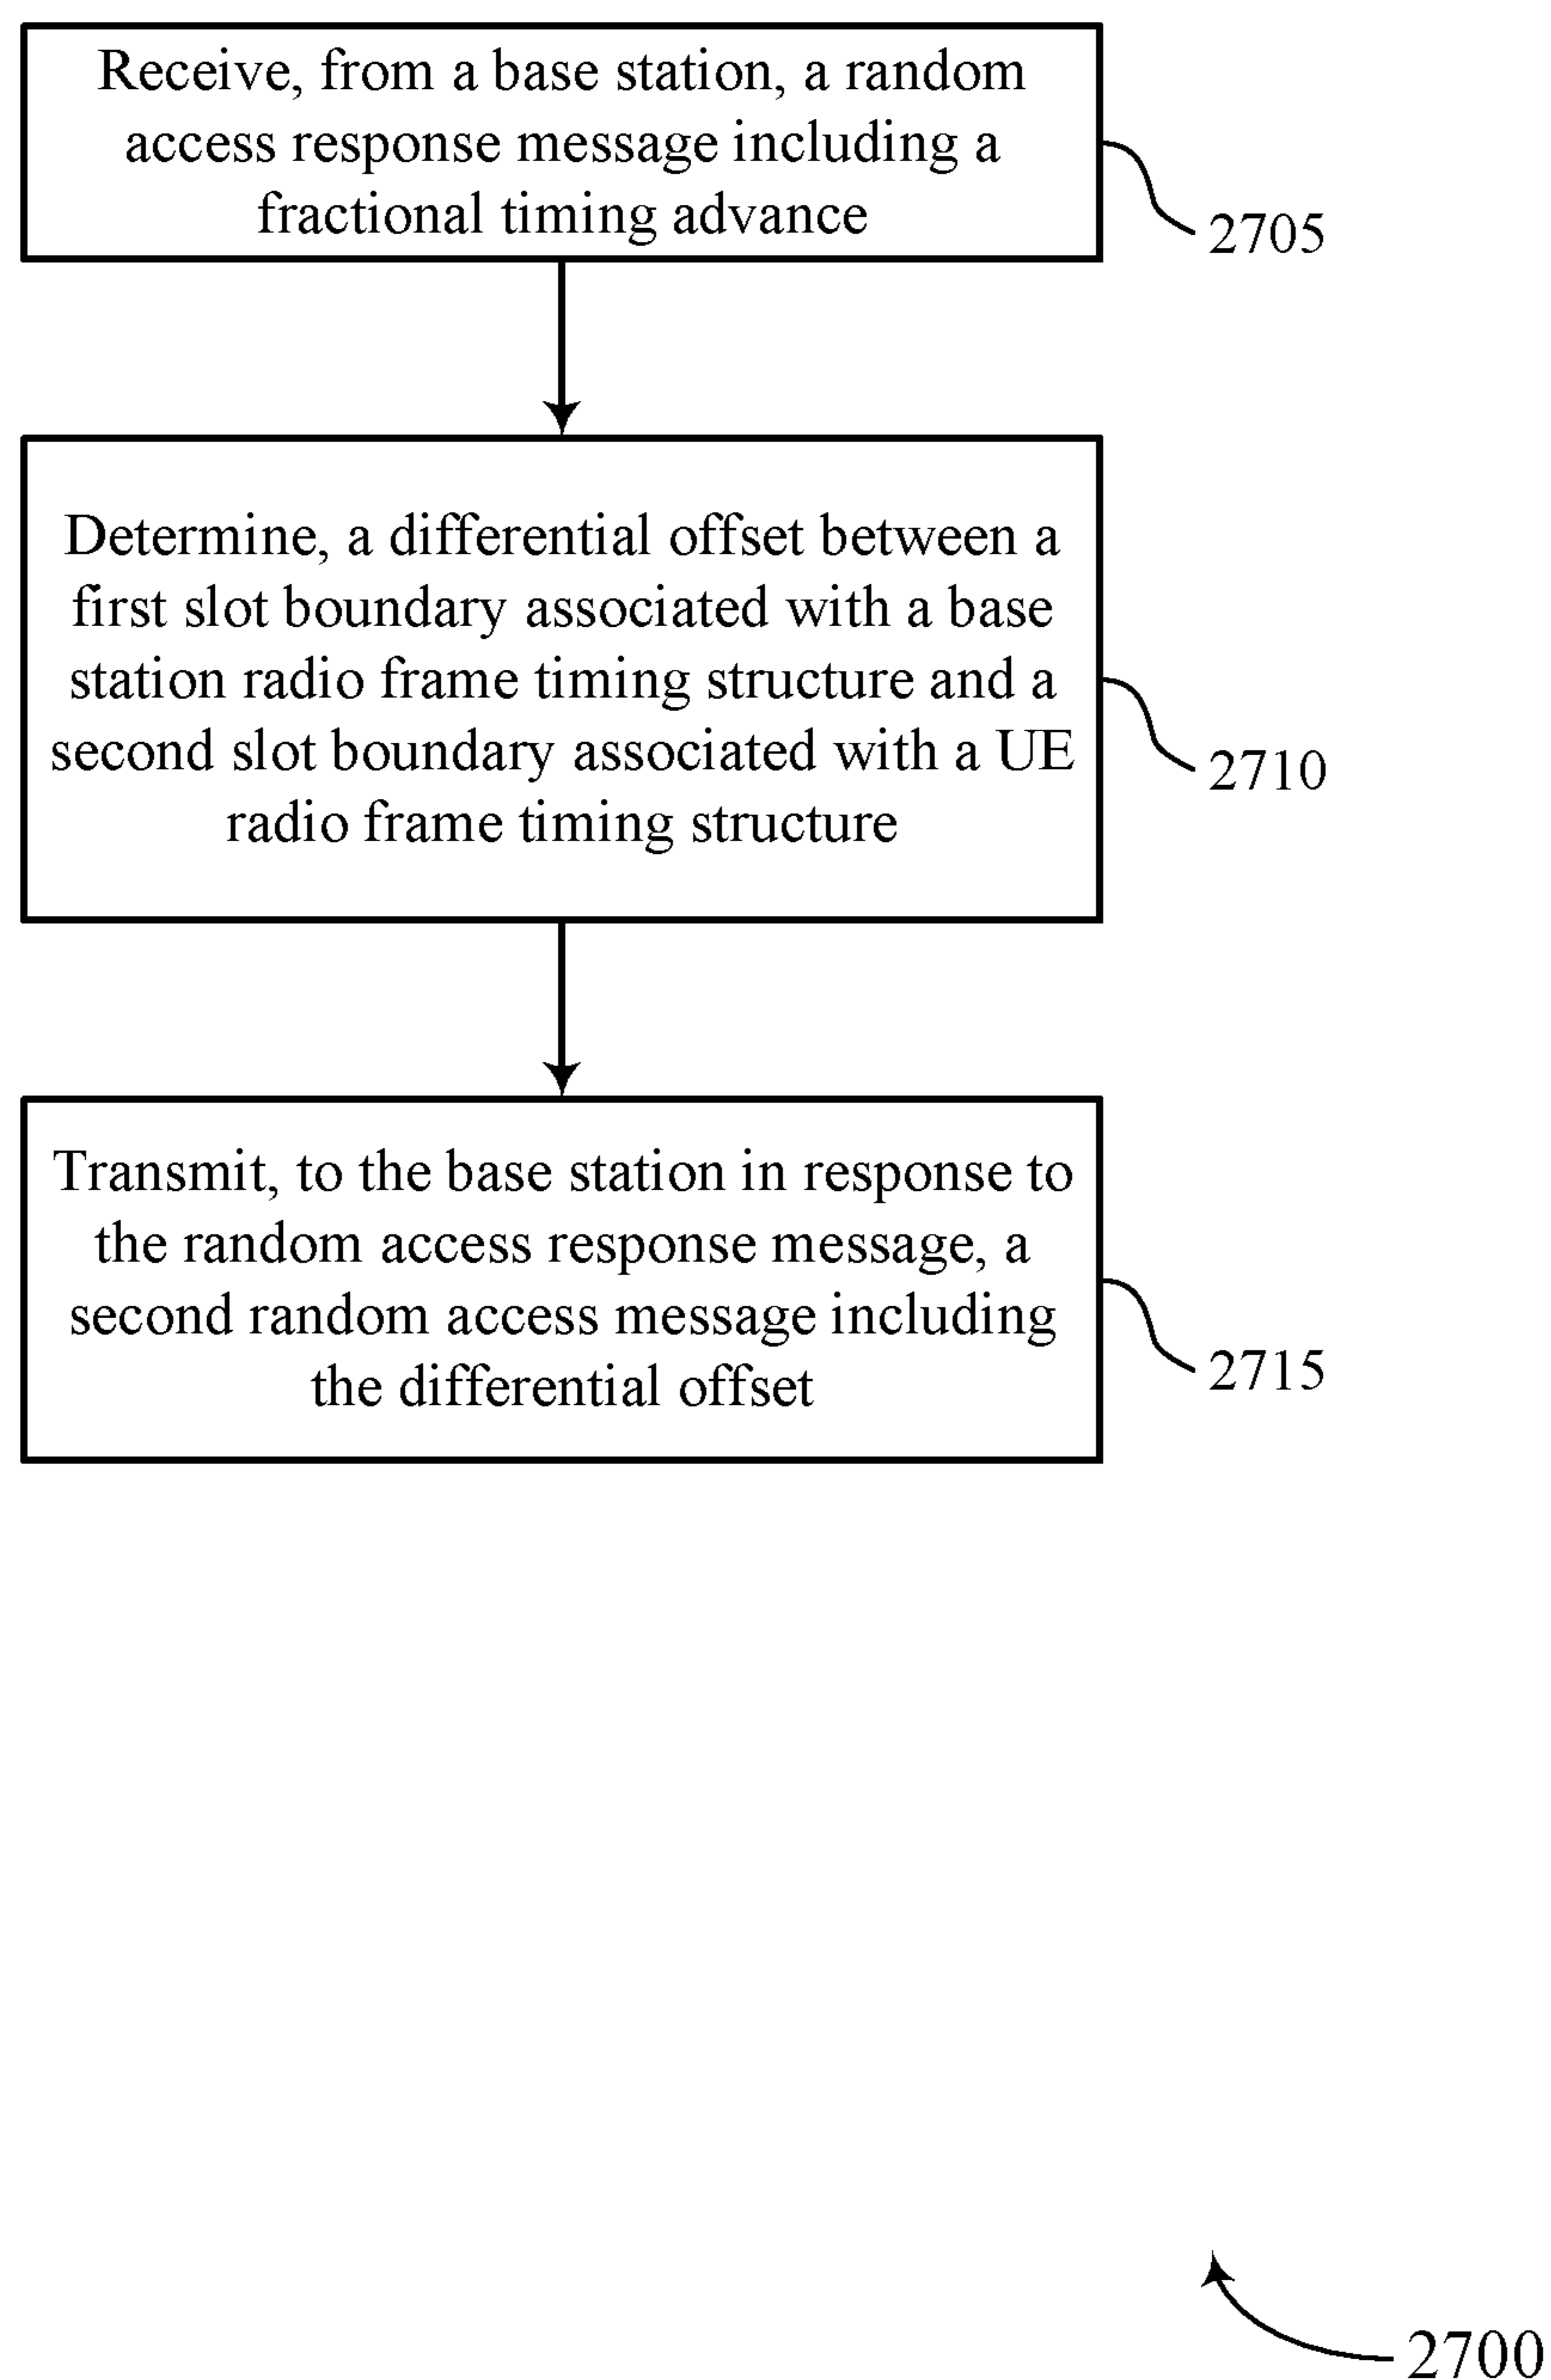 Receive, from a base station, a random
access response message including a
fractional timing advance
2705
Determine, a differential offset between a
first slot boundary associated with a base
station radio frame timing structure and a
second slot boundary associated with a UE
radio frame timing structure
2710
Transmit, to the base station in response to
the random access response message, a
second random access message including
the differential offset
2715
2700